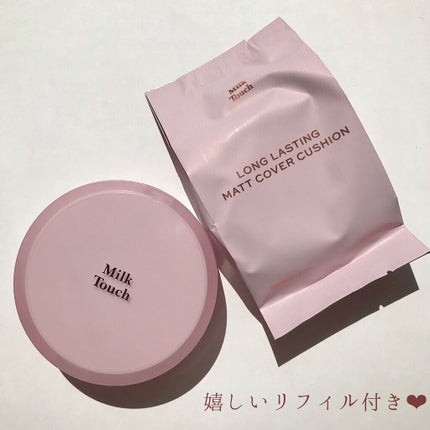 Milk
Touch
LONG LASTING
MATT COVER CUSHION
Milk
Touch
嬉しいリフィル付き❤